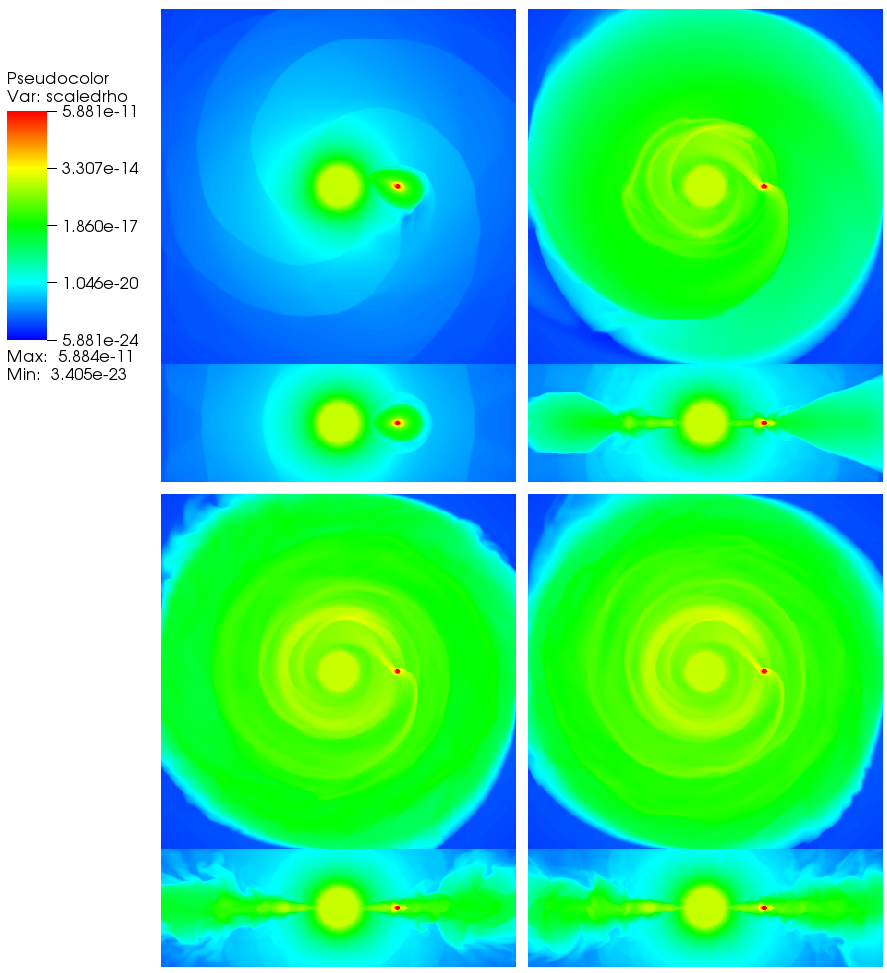 Pseudocolor
Var: scaledrho
5.881e-11
3.307e-14
1.860e-17
1.046e-20
5.881e-24
Max: 5.884e-11
Min: 3.405e-23